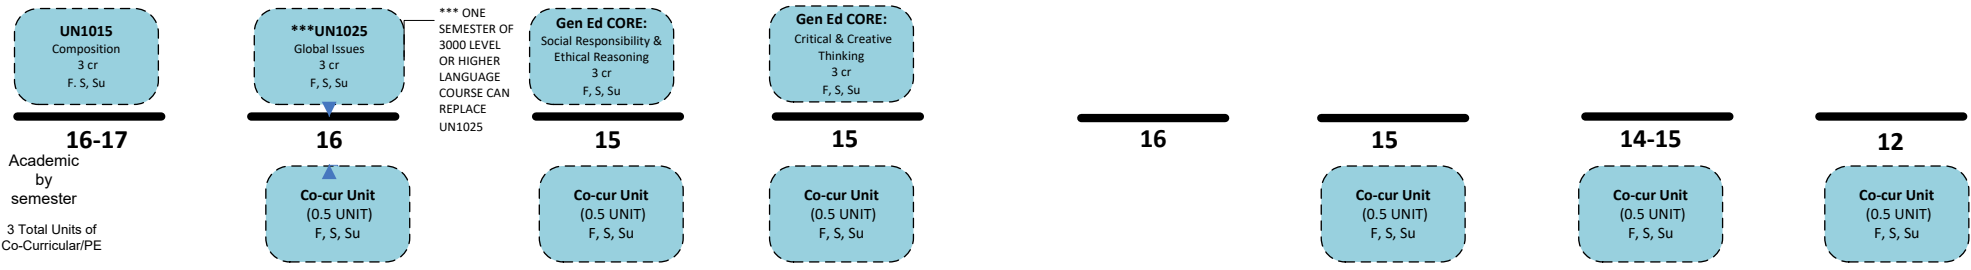 UN1015
Composition
3 cr
F. S, Su
***UN1025
Global Issues
3 cr
F, S, Su
*** ONE
SEMESTER OF
3000 LEVEL
OR HIGHER
LANGUAGE
COURSE CAN
REPLACE
UN1025
Gen Ed CORE:
Social Responsibility &
Ethical Reasoning
3 cr
F, S, Su
Gen Ed CORE:
Critical & Creative
Thinking
3 cr
F, S, Su
16-17
16
15
15
16
15
14-15
12
Academic
by
semester
3 Total Units of
Co-Curricular/PE
Co-cur Unit
(0.5 UNIT)
F, S, Su
Co-cur Unit
(0.5 UNIT)
F, S, Su
Co-cur Unit
(0.5 UNIT)
F, S, Su
Co-cur Unit
(0.5 UNIT)
F, S, Su
Co-cur Unit
(0.5 UNIT)
F, S, Su
Co-cur Unit
(0.5 UNIT)
F, S, Su